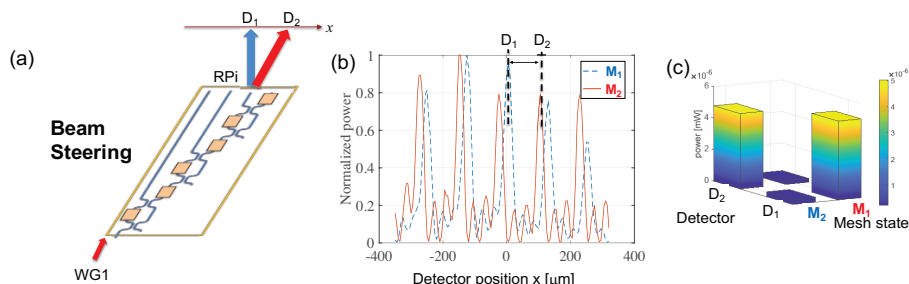 (a)
D1
D2
x
RPi
Beam
Steering
WG1
(b)
D1
D2
M1
M2
Normalized power
1
0.8
0.6
0.4
0.2
0
-400
-200
0
200
400
Detector position x [μm]
(c)
×10⁻⁶
6
4
2
0
power [mW]
D2
D1
Detector
M2
M1
Mesh state
×10⁻⁶
5
4
3
2
1